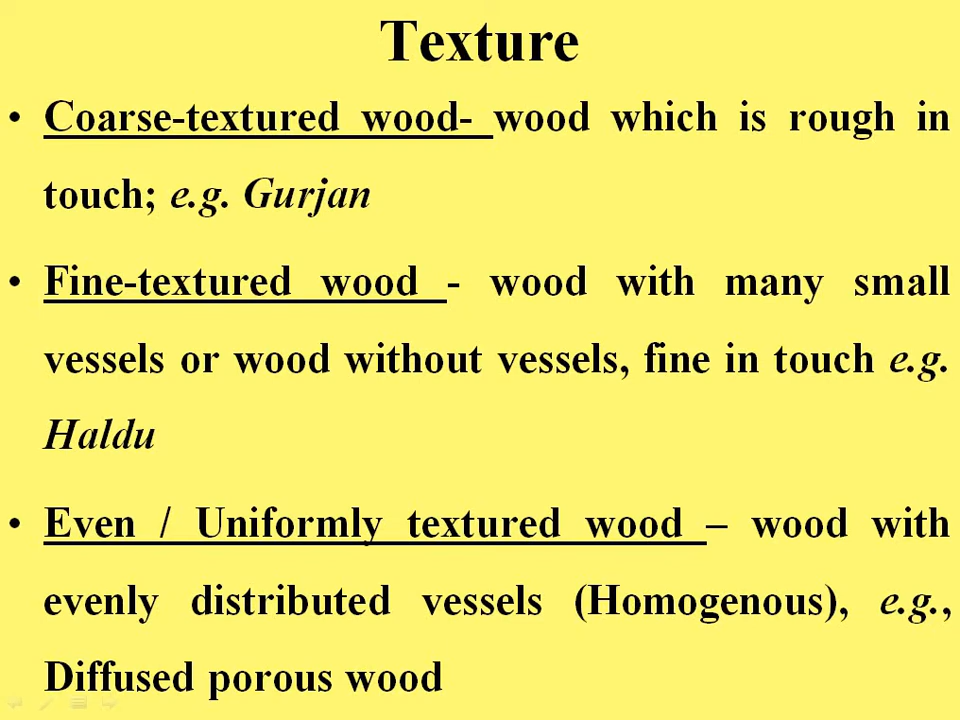 Texture
• Coarse-textured wood- wood which is rough in
touch; e.g. Gurjan
• Fine-textured wood - wood with many small
vessels or wood without vessels, fine in touch e.g.
Haldu
• Even / Uniformly textured wood – wood with
evenly distributed vessels (Homogenous), e.g.,
Diffused porous wood